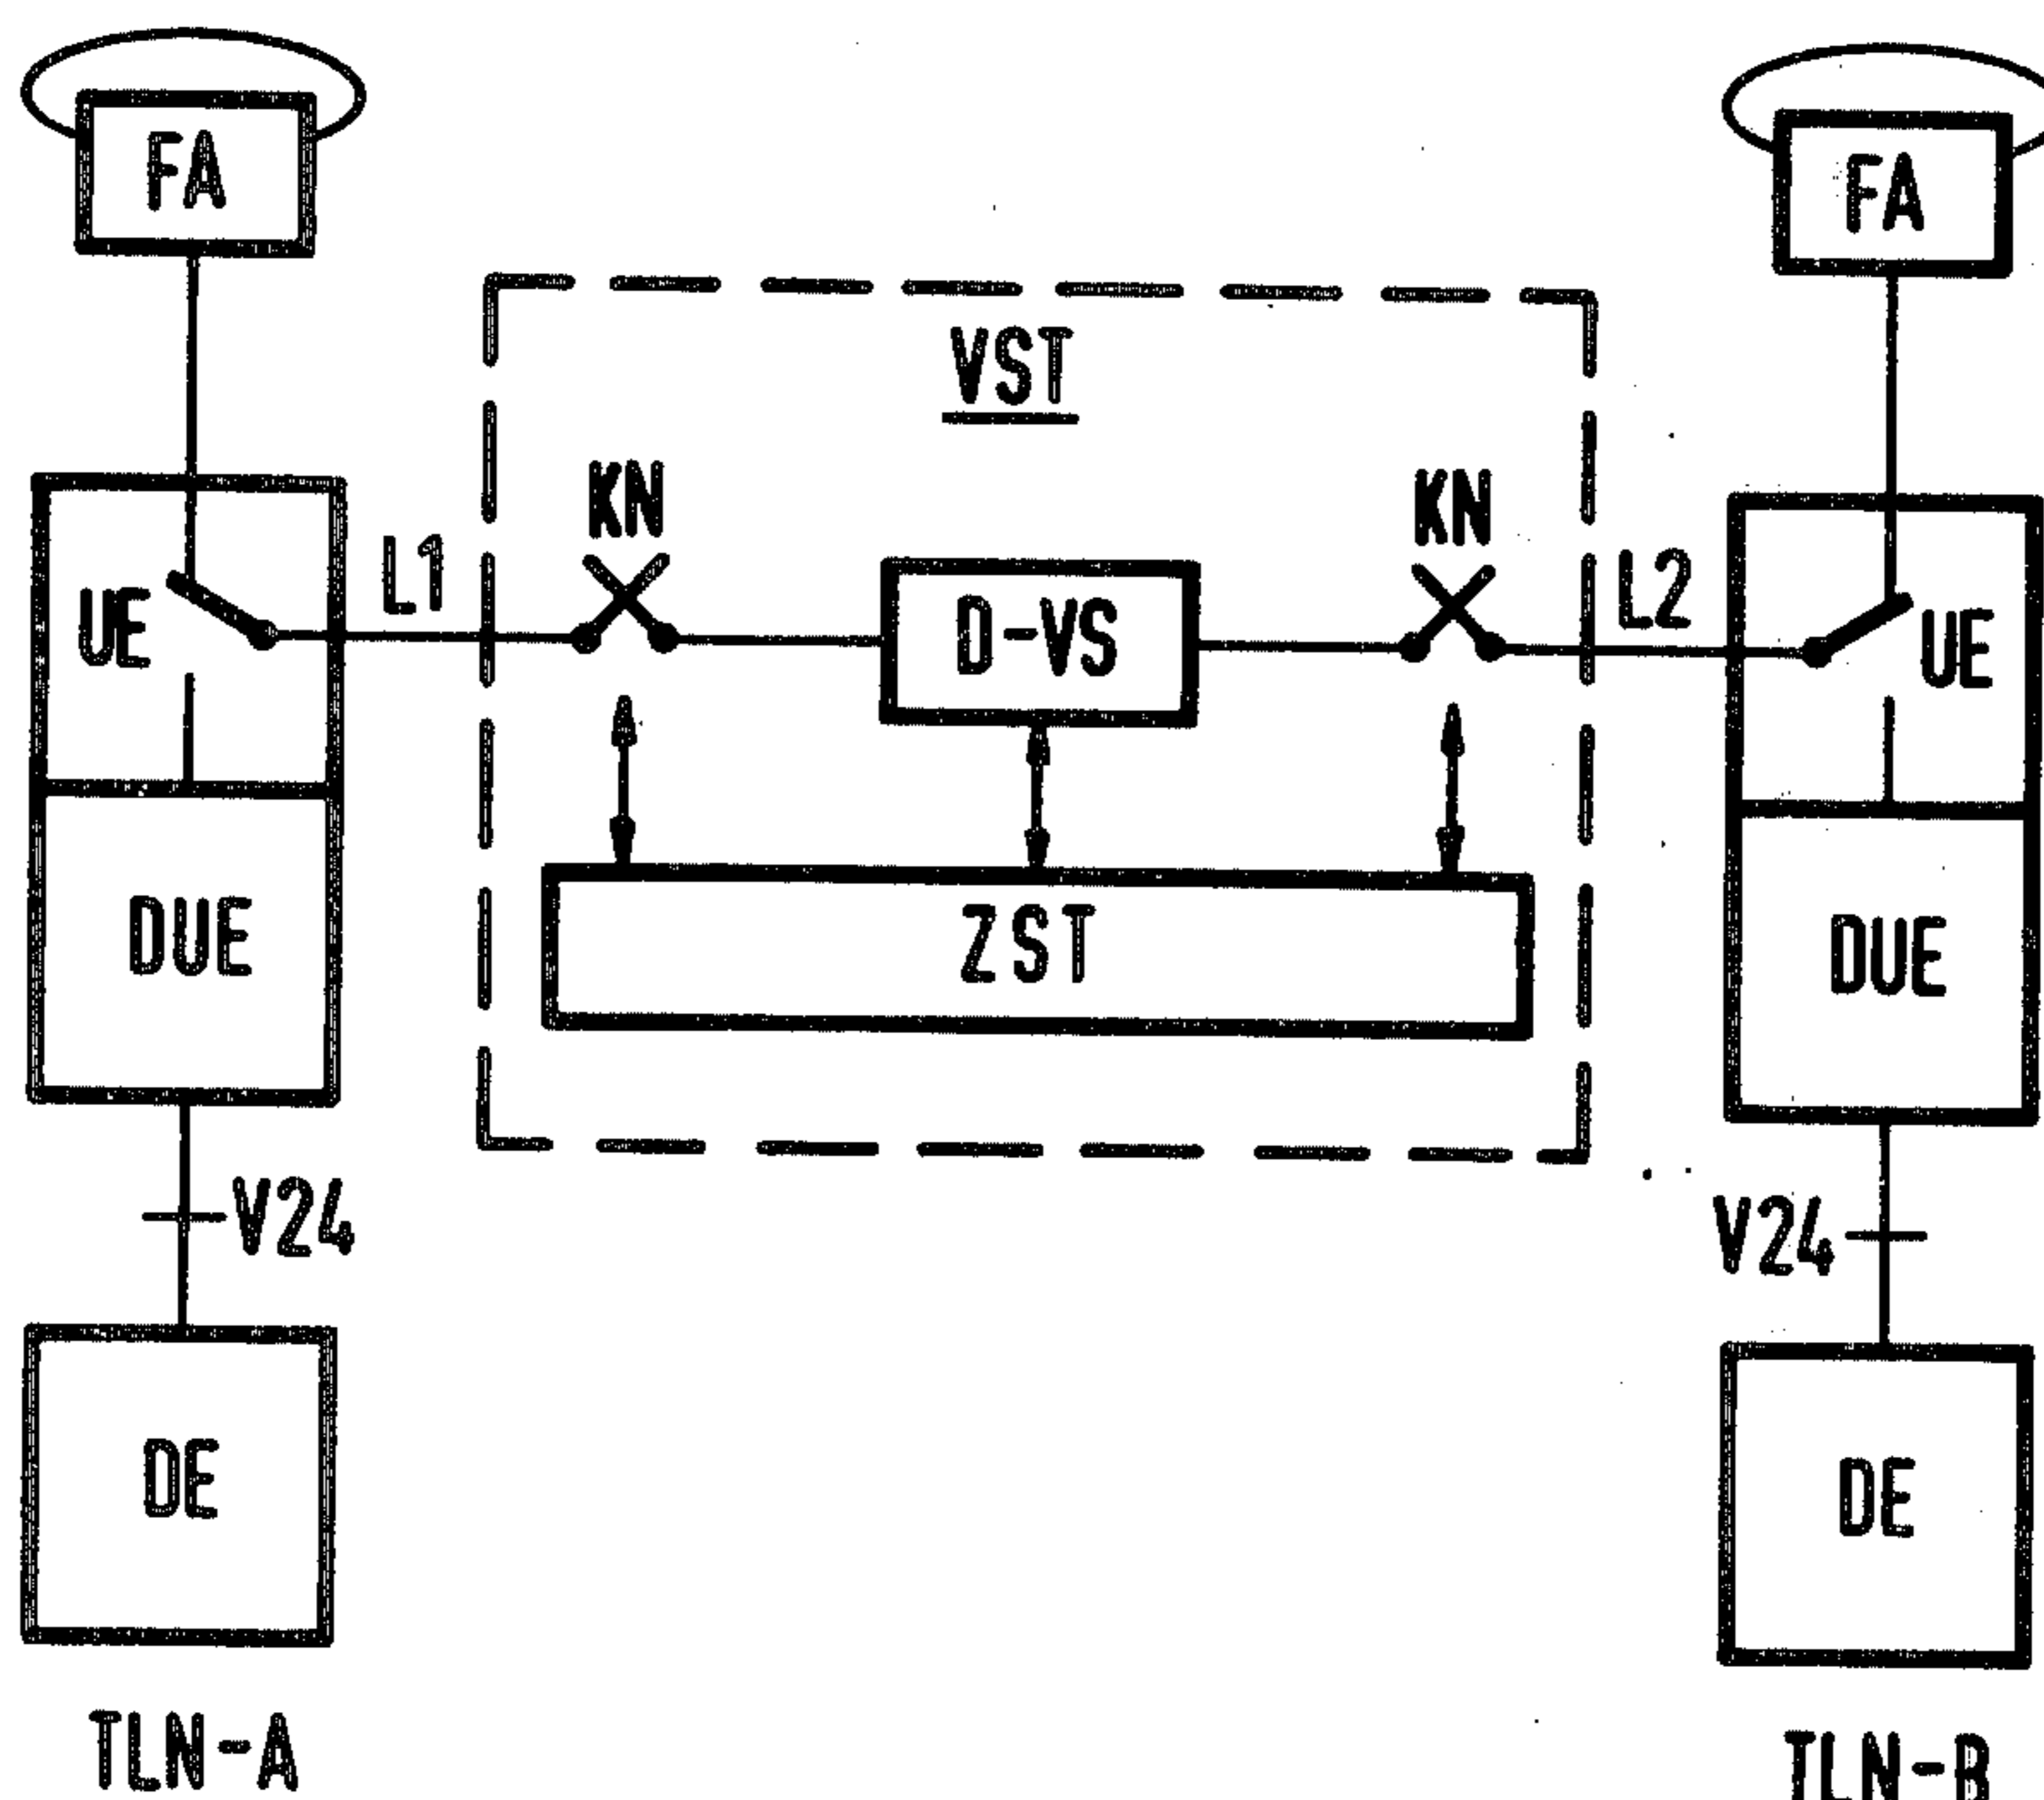 FA
FA
VST
KN
KN
L1
L2
UE
D-VS
UE
DUE
ZST
DUE
V24
V24
DE
DE
TLN-A
TLN-B